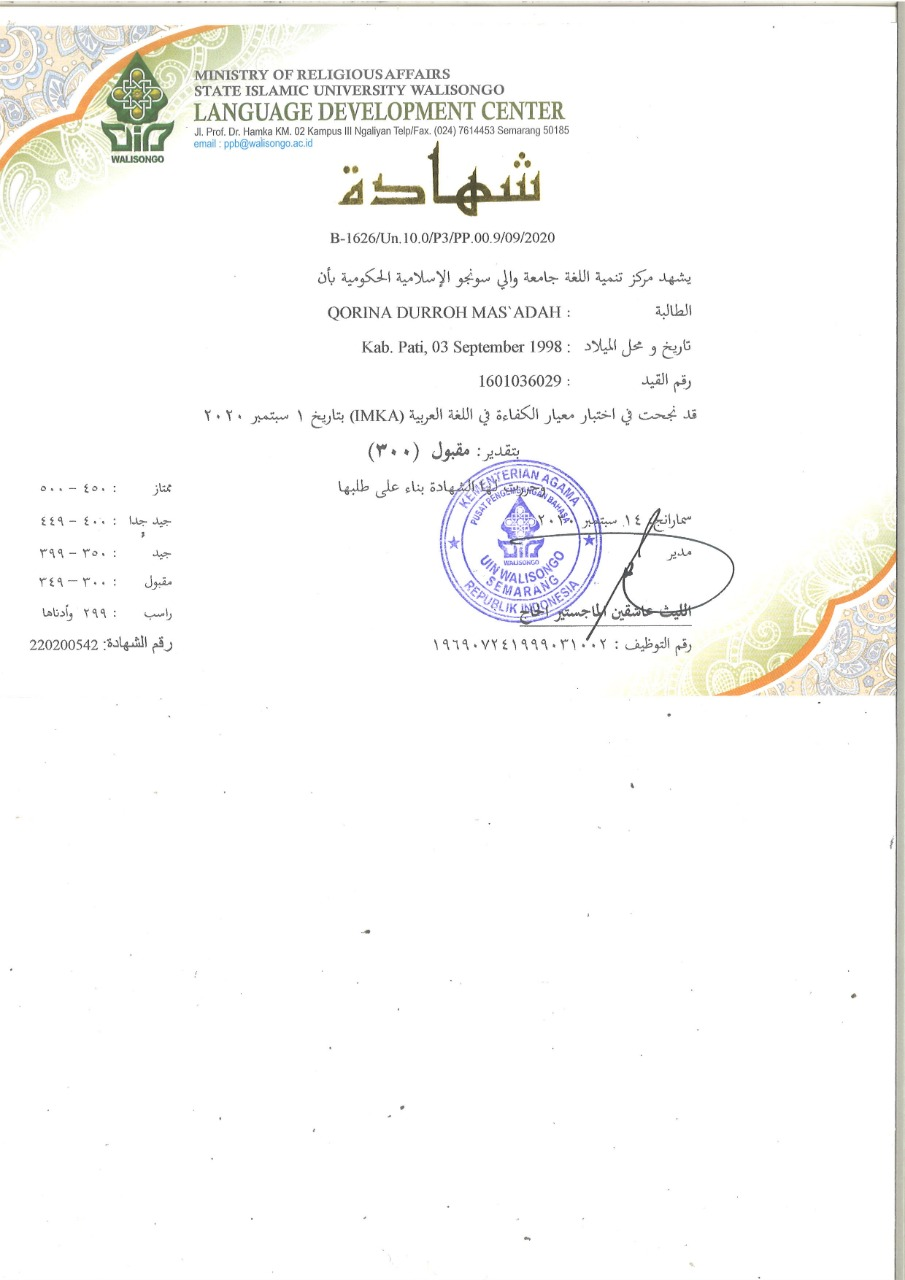 MINISTRY OF RELIGIOUS AFFAIRS
STATE ISLAMIC UNIVERSITY WALISONGO
LANGUAGE DEVELOPMENT CENTER
Jl. Prof. Dr. Hamka KM. 02 Kampus III Ngaliyan Telp/Fax. (024) 7614453 Semarang 50185
email : ppb@walisongo.ac.id
WALISONGO
شهادة
B-1626/Un.10.0/P3/PP.00.9/09/2020
يشهد مركز تنمية اللغة جامعة والي سونجو الإسلامية الحكومية بأن
الطالبة : QORINA DURROH MAS`ADAH
تاريخ و محل الميلاد : Kab. Pati, 03 September 1998
رقم القيد : 1601036029
قد نجحت في اختبار معيار الكفاءة في اللغة العربية (IMKA) بتاريخ ١ سبتمبر ٢٠٢٠
بتقدير: مقبول (٣٠٠)
وحررت لها الشهادة بناء على طلبها
سمارانج، ١٤ سبتمبر ٢٠٢٠
مدير
الليث عاشقين الماجستير الحاج
رقم التوظيف : ١٩٦٩٠٧٢٤١٩٩٩٠٣١٠٠٢
KEMENTERIAN AGAMA
PUSAT PENGEMBANGAN BAHASA
WALISONGO
UIN WALISONGO
SEMARANG
REPUBLIK INDONESIA
ممتاز : ٤٥٠ – ٥٠٠
جيد جدا : ٤٠٠ – ٤٤٩
جيد : ٣٥٠ – ٣٩٩
مقبول : ٣٠٠ – ٣٤٩
راسب : ٢٩٩ وأدناها
رقم الشهادة: 220200542